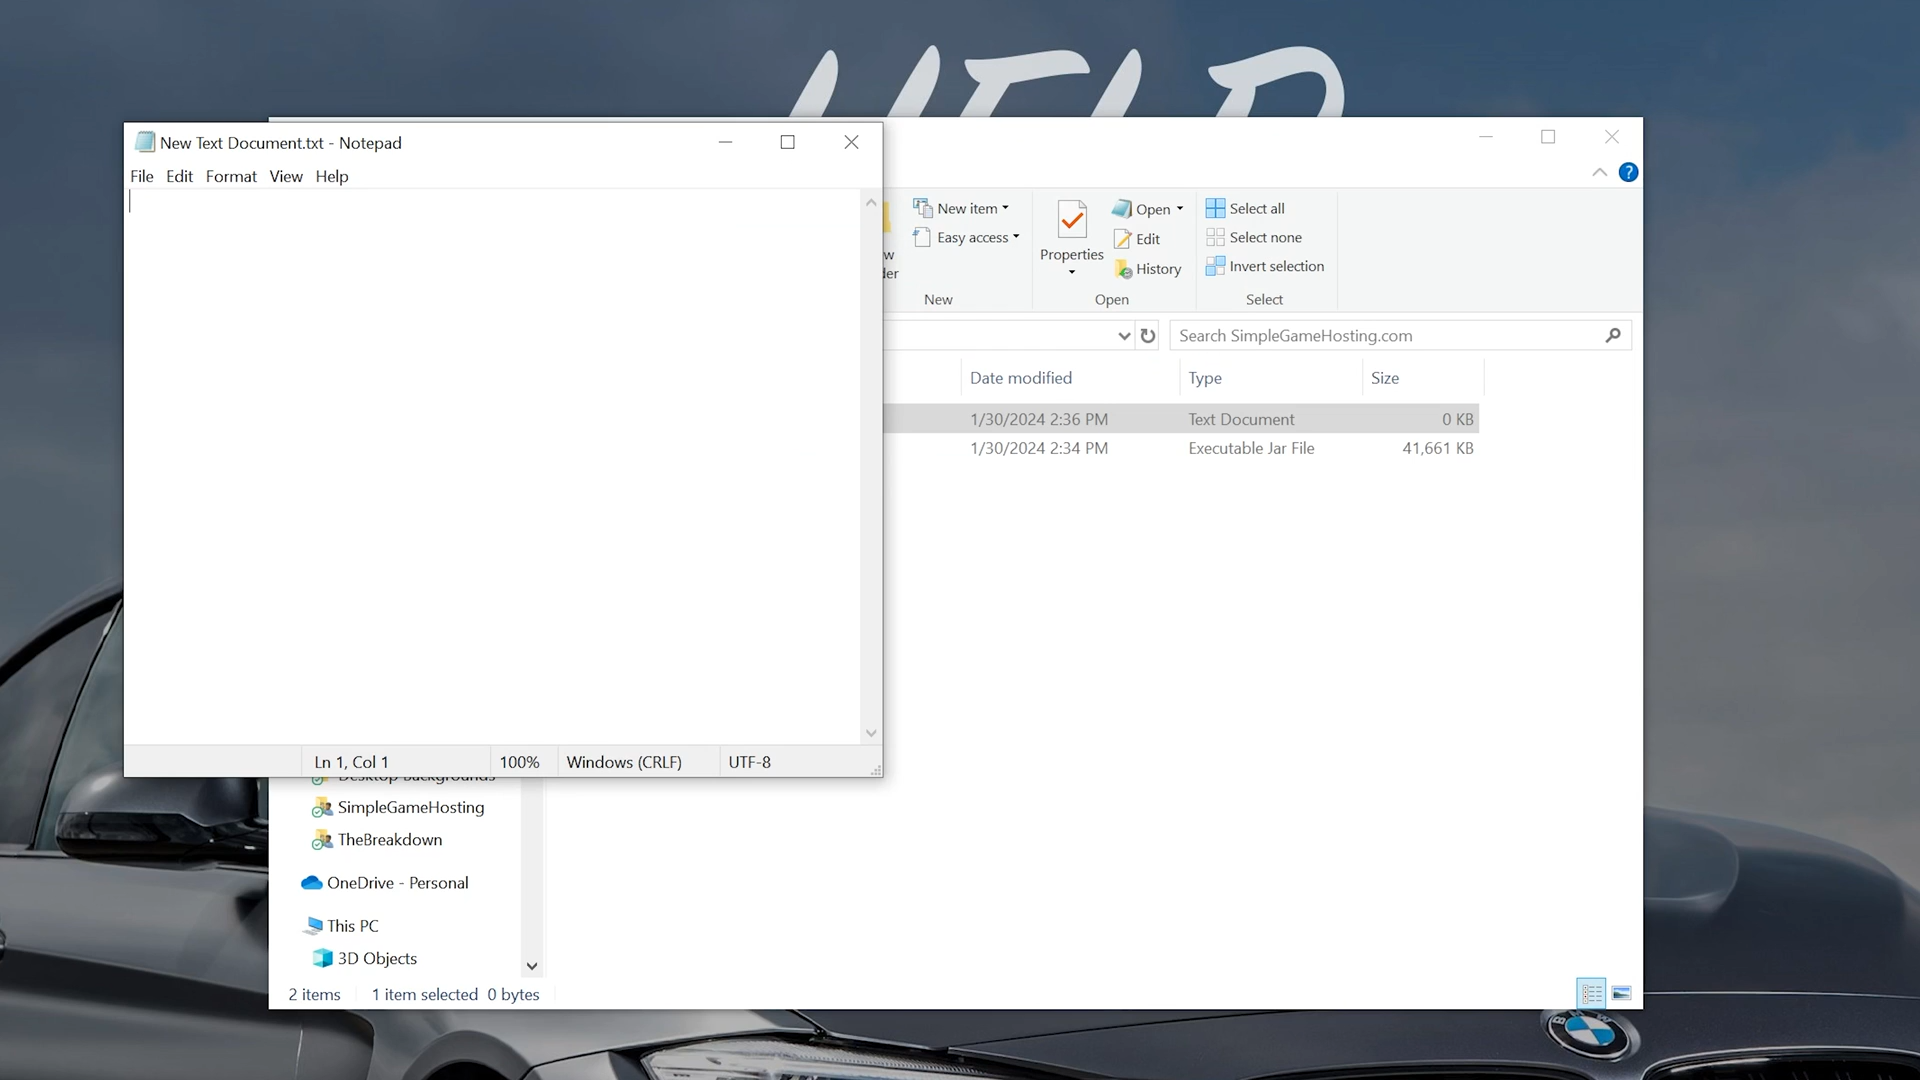 HELP
New Text Document.txt - Notepad
File Edit Format View Help
New item
Easy access
New
Properties
Open
Edit
History
Open
Select all
Select none
Invert selection
Select
Search SimpleGameHosting.com
Date modified Type Size
1/30/2024 2:36 PM Text Document 0 KB
1/30/2024 2:34 PM Executable Jar File 41,661 KB
Ln 1, Col 1 100% Windows (CRLF) UTF-8
Desktop Backgrounds
SimpleGameHosting
TheBreakdown
OneDrive - Personal
This PC
3D Objects
2 items 1 item selected 0 bytes
BMW